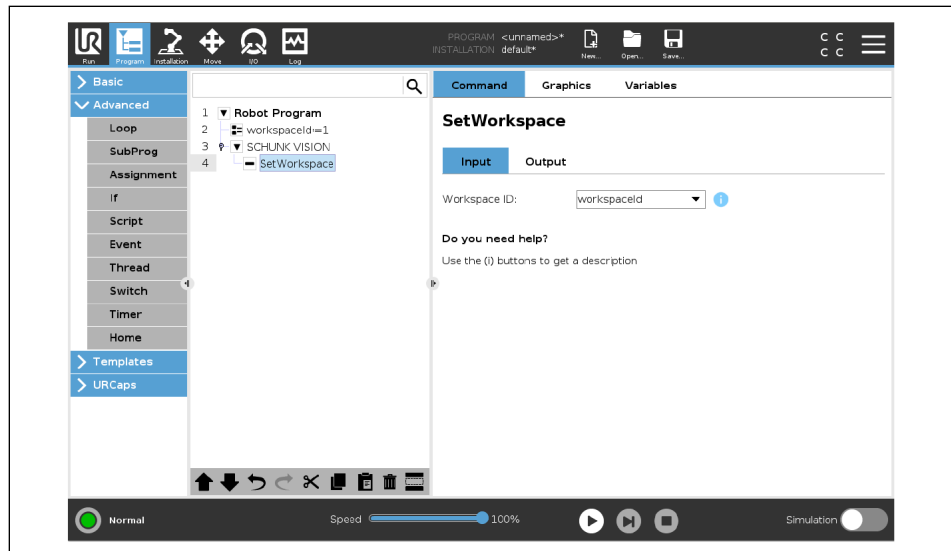 UR
PROGRAM <unnamed>*
INSTALLATION default*
C C
C C
Run Program Installation Move I/O Log New... Open... Save...
Basic
Advanced
Loop
SubProg
Assignment
If
Script
Event
Thread
Switch
Timer
Home
Templates
URCaps
1 Robot Program
2 workspaceId:=1
3 SCHUNK VISION
4 SetWorkspace
Command Graphics Variables
SetWorkspace
Input Output
Workspace ID: workspaceId i
Do you need help?
Use the (i) buttons to get a description
Normal
Speed 100%
Simulation